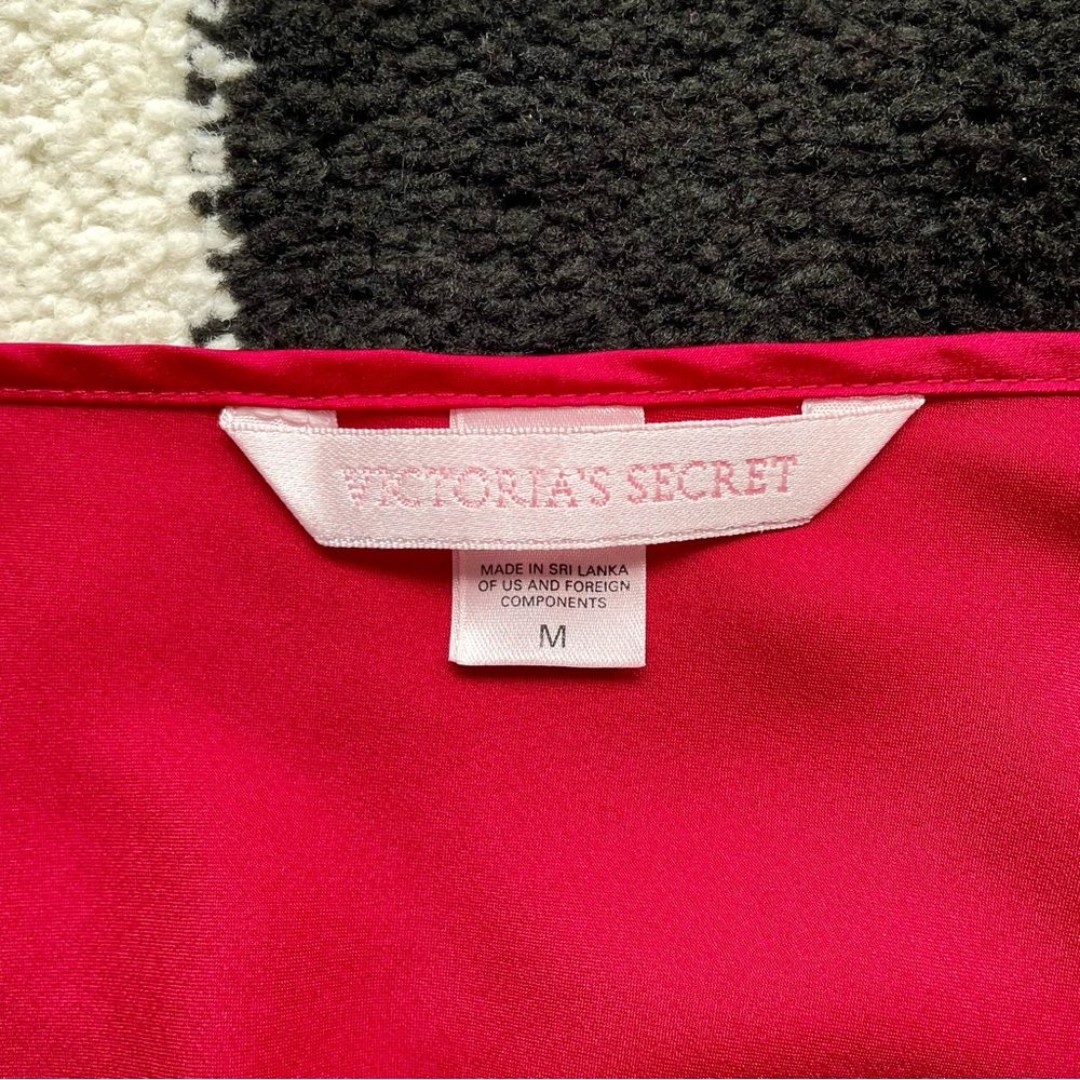 VICTORIA'S SECRET
MADE IN SRI LANKA
OF US AND FOREIGN
COMPONENTS
M